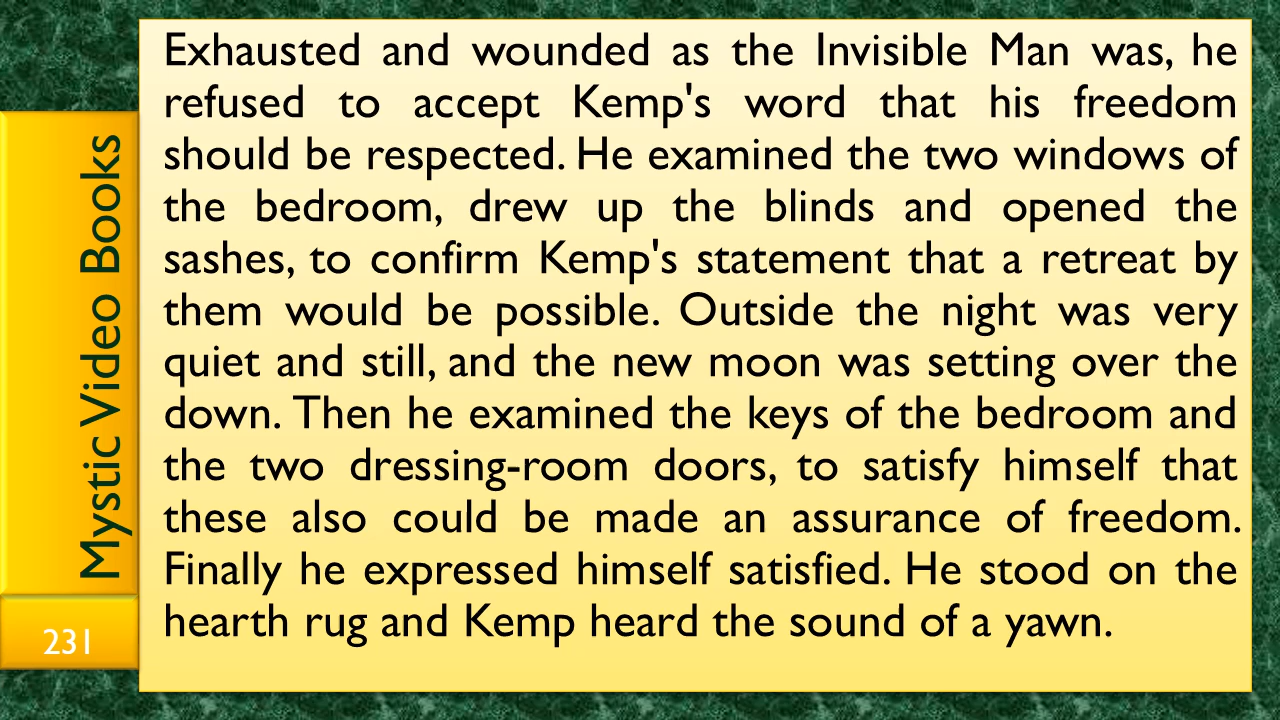 Exhausted and wounded as the Invisible Man was, he
refused to accept Kemp's word that his freedom
should be respected. He examined the two windows of
the bedroom, drew up the blinds and opened the
sashes, to confirm Kemp's statement that a retreat by
them would be possible. Outside the night was very
quiet and still, and the new moon was setting over the
down. Then he examined the keys of the bedroom and
the two dressing-room doors, to satisfy himself that
these also could be made an assurance of freedom.
Finally he expressed himself satisfied. He stood on the
hearth rug and Kemp heard the sound of a yawn.
Mystic Video Books
231